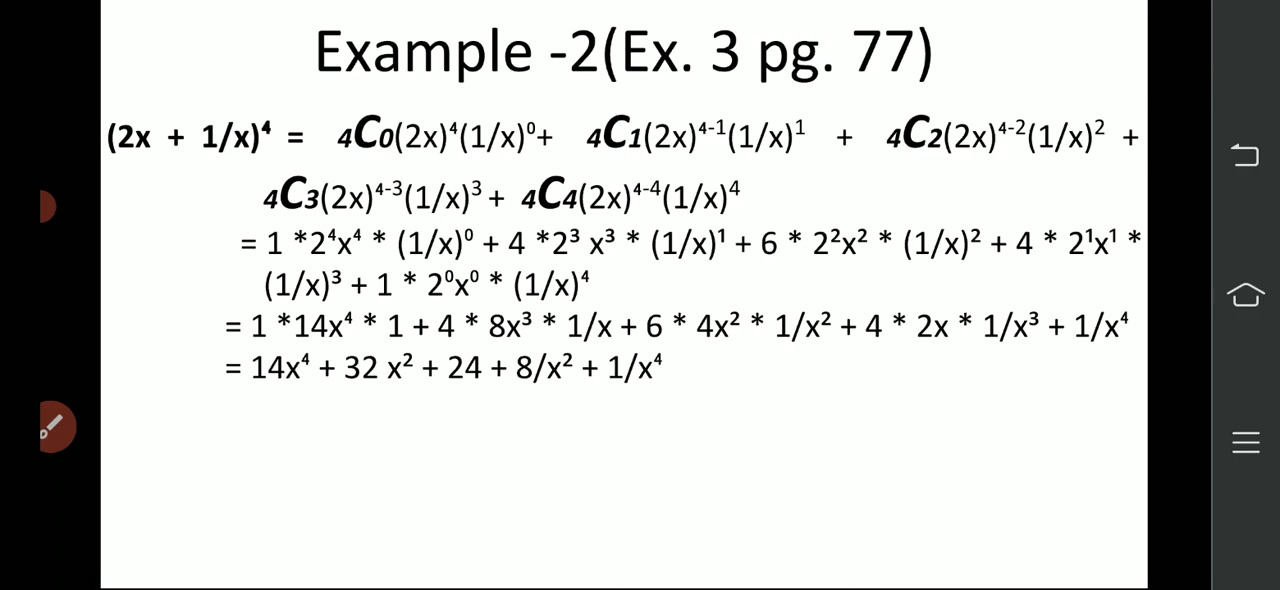 Example -2(Ex. 3 pg. 77)
(2x + 1/x)⁴ = ₄C₀(2x)⁴(1/x)⁰+ ₄C₁(2x)⁴⁻¹(1/x)¹ + ₄C₂(2x)⁴⁻²(1/x)² +
₄C₃(2x)⁴⁻³(1/x)³ + ₄C₄(2x)⁴⁻⁴(1/x)⁴
= 1 *2⁴x⁴ * (1/x)⁰ + 4 *2³ x³ * (1/x)¹ + 6 * 2²x² * (1/x)² + 4 * 2¹x¹ *
(1/x)³ + 1 * 2⁰x⁰ * (1/x)⁴
= 1 *14x⁴ * 1 + 4 * 8x³ * 1/x + 6 * 4x² * 1/x² + 4 * 2x * 1/x³ + 1/x⁴
= 14x⁴ + 32 x² + 24 + 8/x² + 1/x⁴